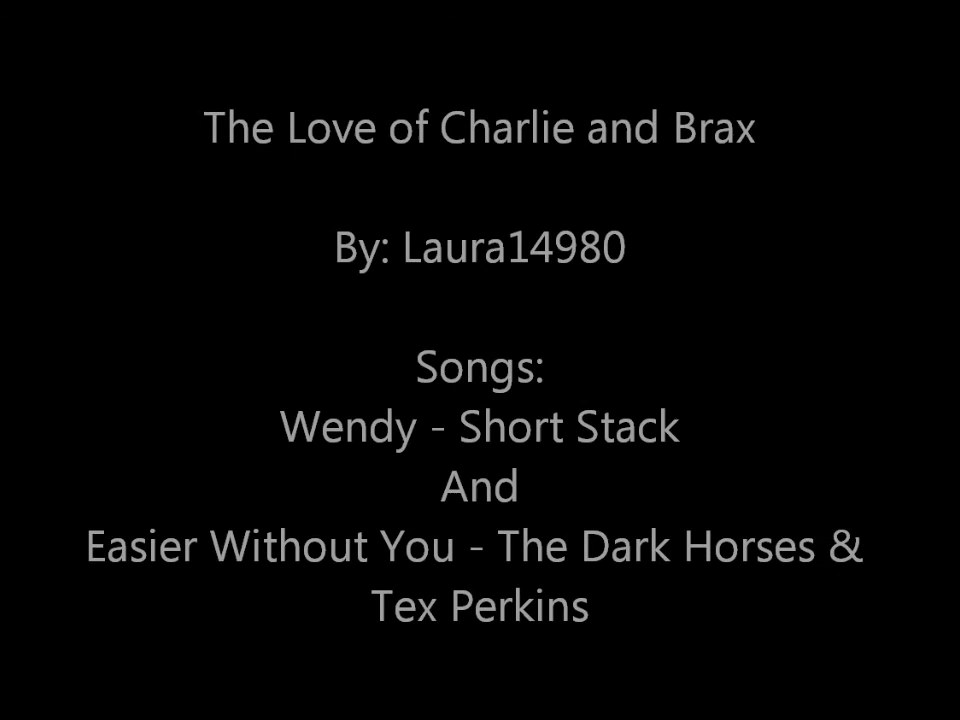 The Love of Charlie and Brax
By: Laura14980
Songs:
Wendy - Short Stack
And
Easier Without You - The Dark Horses &
Tex Perkins